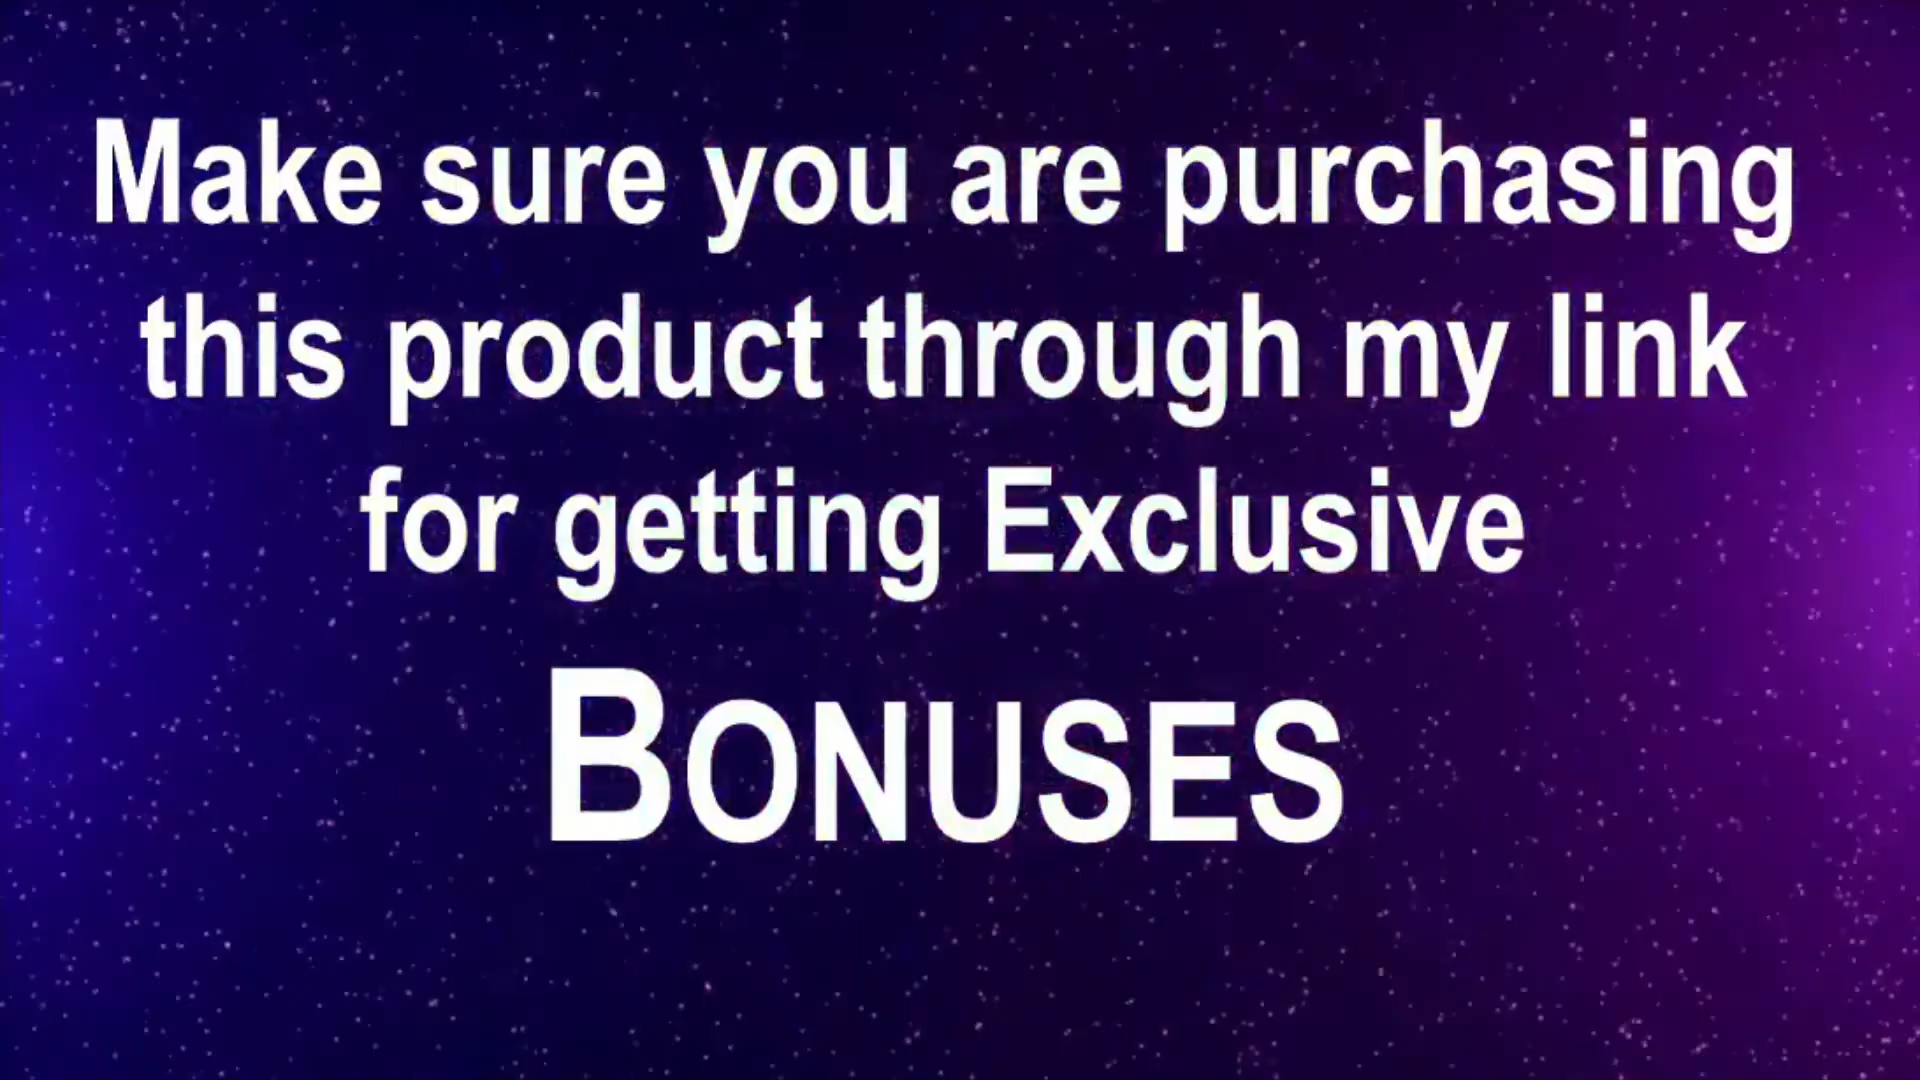 Make sure you are purchasing
this product through my link
for getting Exclusive
BONUSES